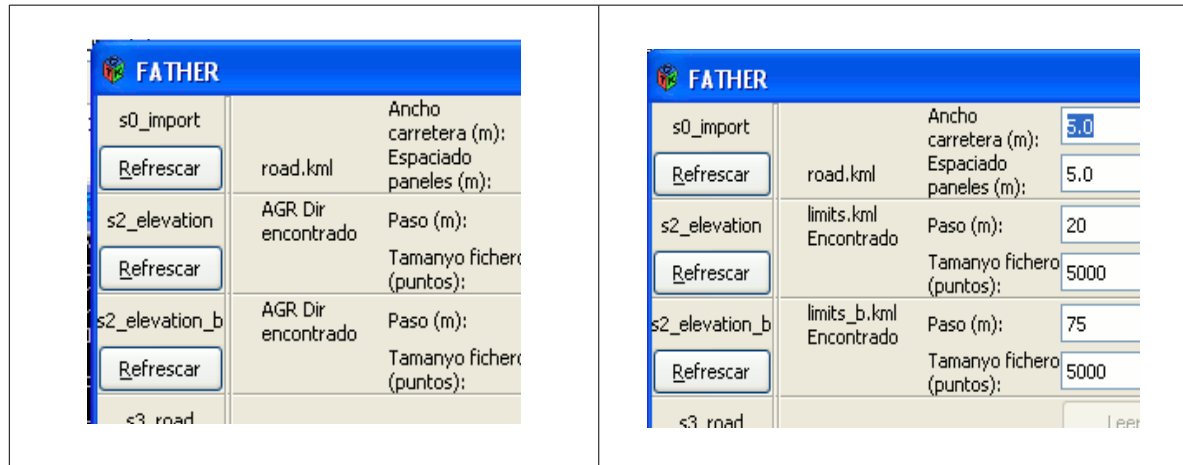 FATHER
s0_import
Ancho
carretera (m):
Refrescar
road.kml
Espaciado
paneles (m):
s2_elevation
AGR Dir
encontrado
Paso (m):
Refrescar
Tamanyo fichero
(puntos):
s2_elevation_b
AGR Dir
encontrado
Paso (m):
Refrescar
Tamanyo fichero
(puntos):
s3_road
FATHER
s0_import
Ancho
carretera (m):
5.0
Refrescar
road.kml
Espaciado
paneles (m):
5.0
s2_elevation
limits.kml
Encontrado
Paso (m):
20
Refrescar
Tamanyo fichero
(puntos):
5000
s2_elevation_b
limits_b.kml
Encontrado
Paso (m):
75
Refrescar
Tamanyo fichero
(puntos):
5000
s3_road
Leer